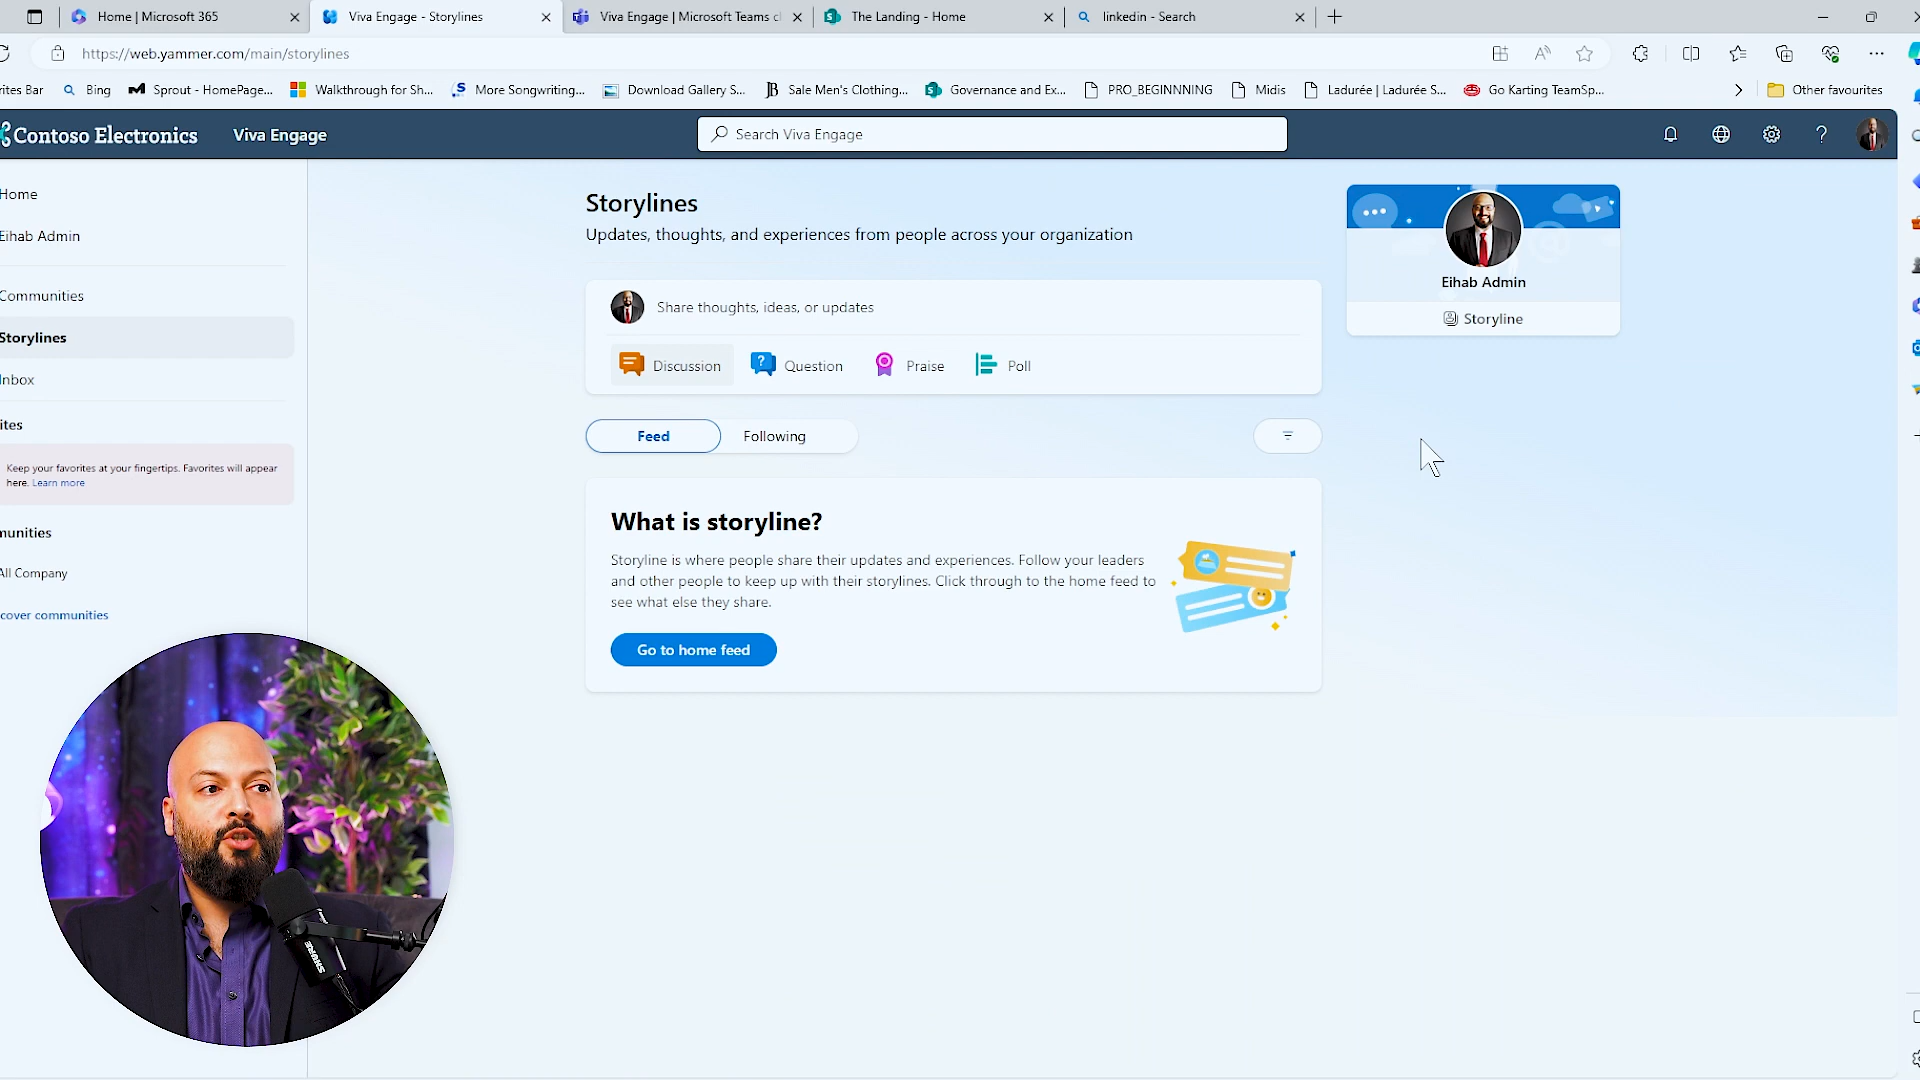 Home | Microsoft 365
Viva Engage - Storylines
Viva Engage | Microsoft Teams cl
The Landing - Home
linkedin - Search
https://web.yammer.com/main/storylines
rites Bar
Bing
Sprout - HomePage...
Walkthrough for Sh...
More Songwriting...
Download Gallery S...
Sale Men's Clothing...
Governance and Ex...
PRO_BEGINNNING
Midis
Ladurée | Ladurée S...
Go Karting TeamSp...
Other favourites
Contoso Electronics
Viva Engage
Search Viva Engage
Home
Eihab Admin
Communities
Storylines
Inbox
ites
Keep your favorites at your fingertips. Favorites will appear
here. Learn more
munities
All Company
cover communities
Storylines
Updates, thoughts, and experiences from people across your organization
Share thoughts, ideas, or updates
Discussion
Question
Praise
Poll
Feed
Following
What is storyline?
Storyline is where people share their updates and experiences. Follow your leaders
and other people to keep up with their storylines. Click through to the home feed to
see what else they share.
Go to home feed
Eihab Admin
Storyline
SHURE